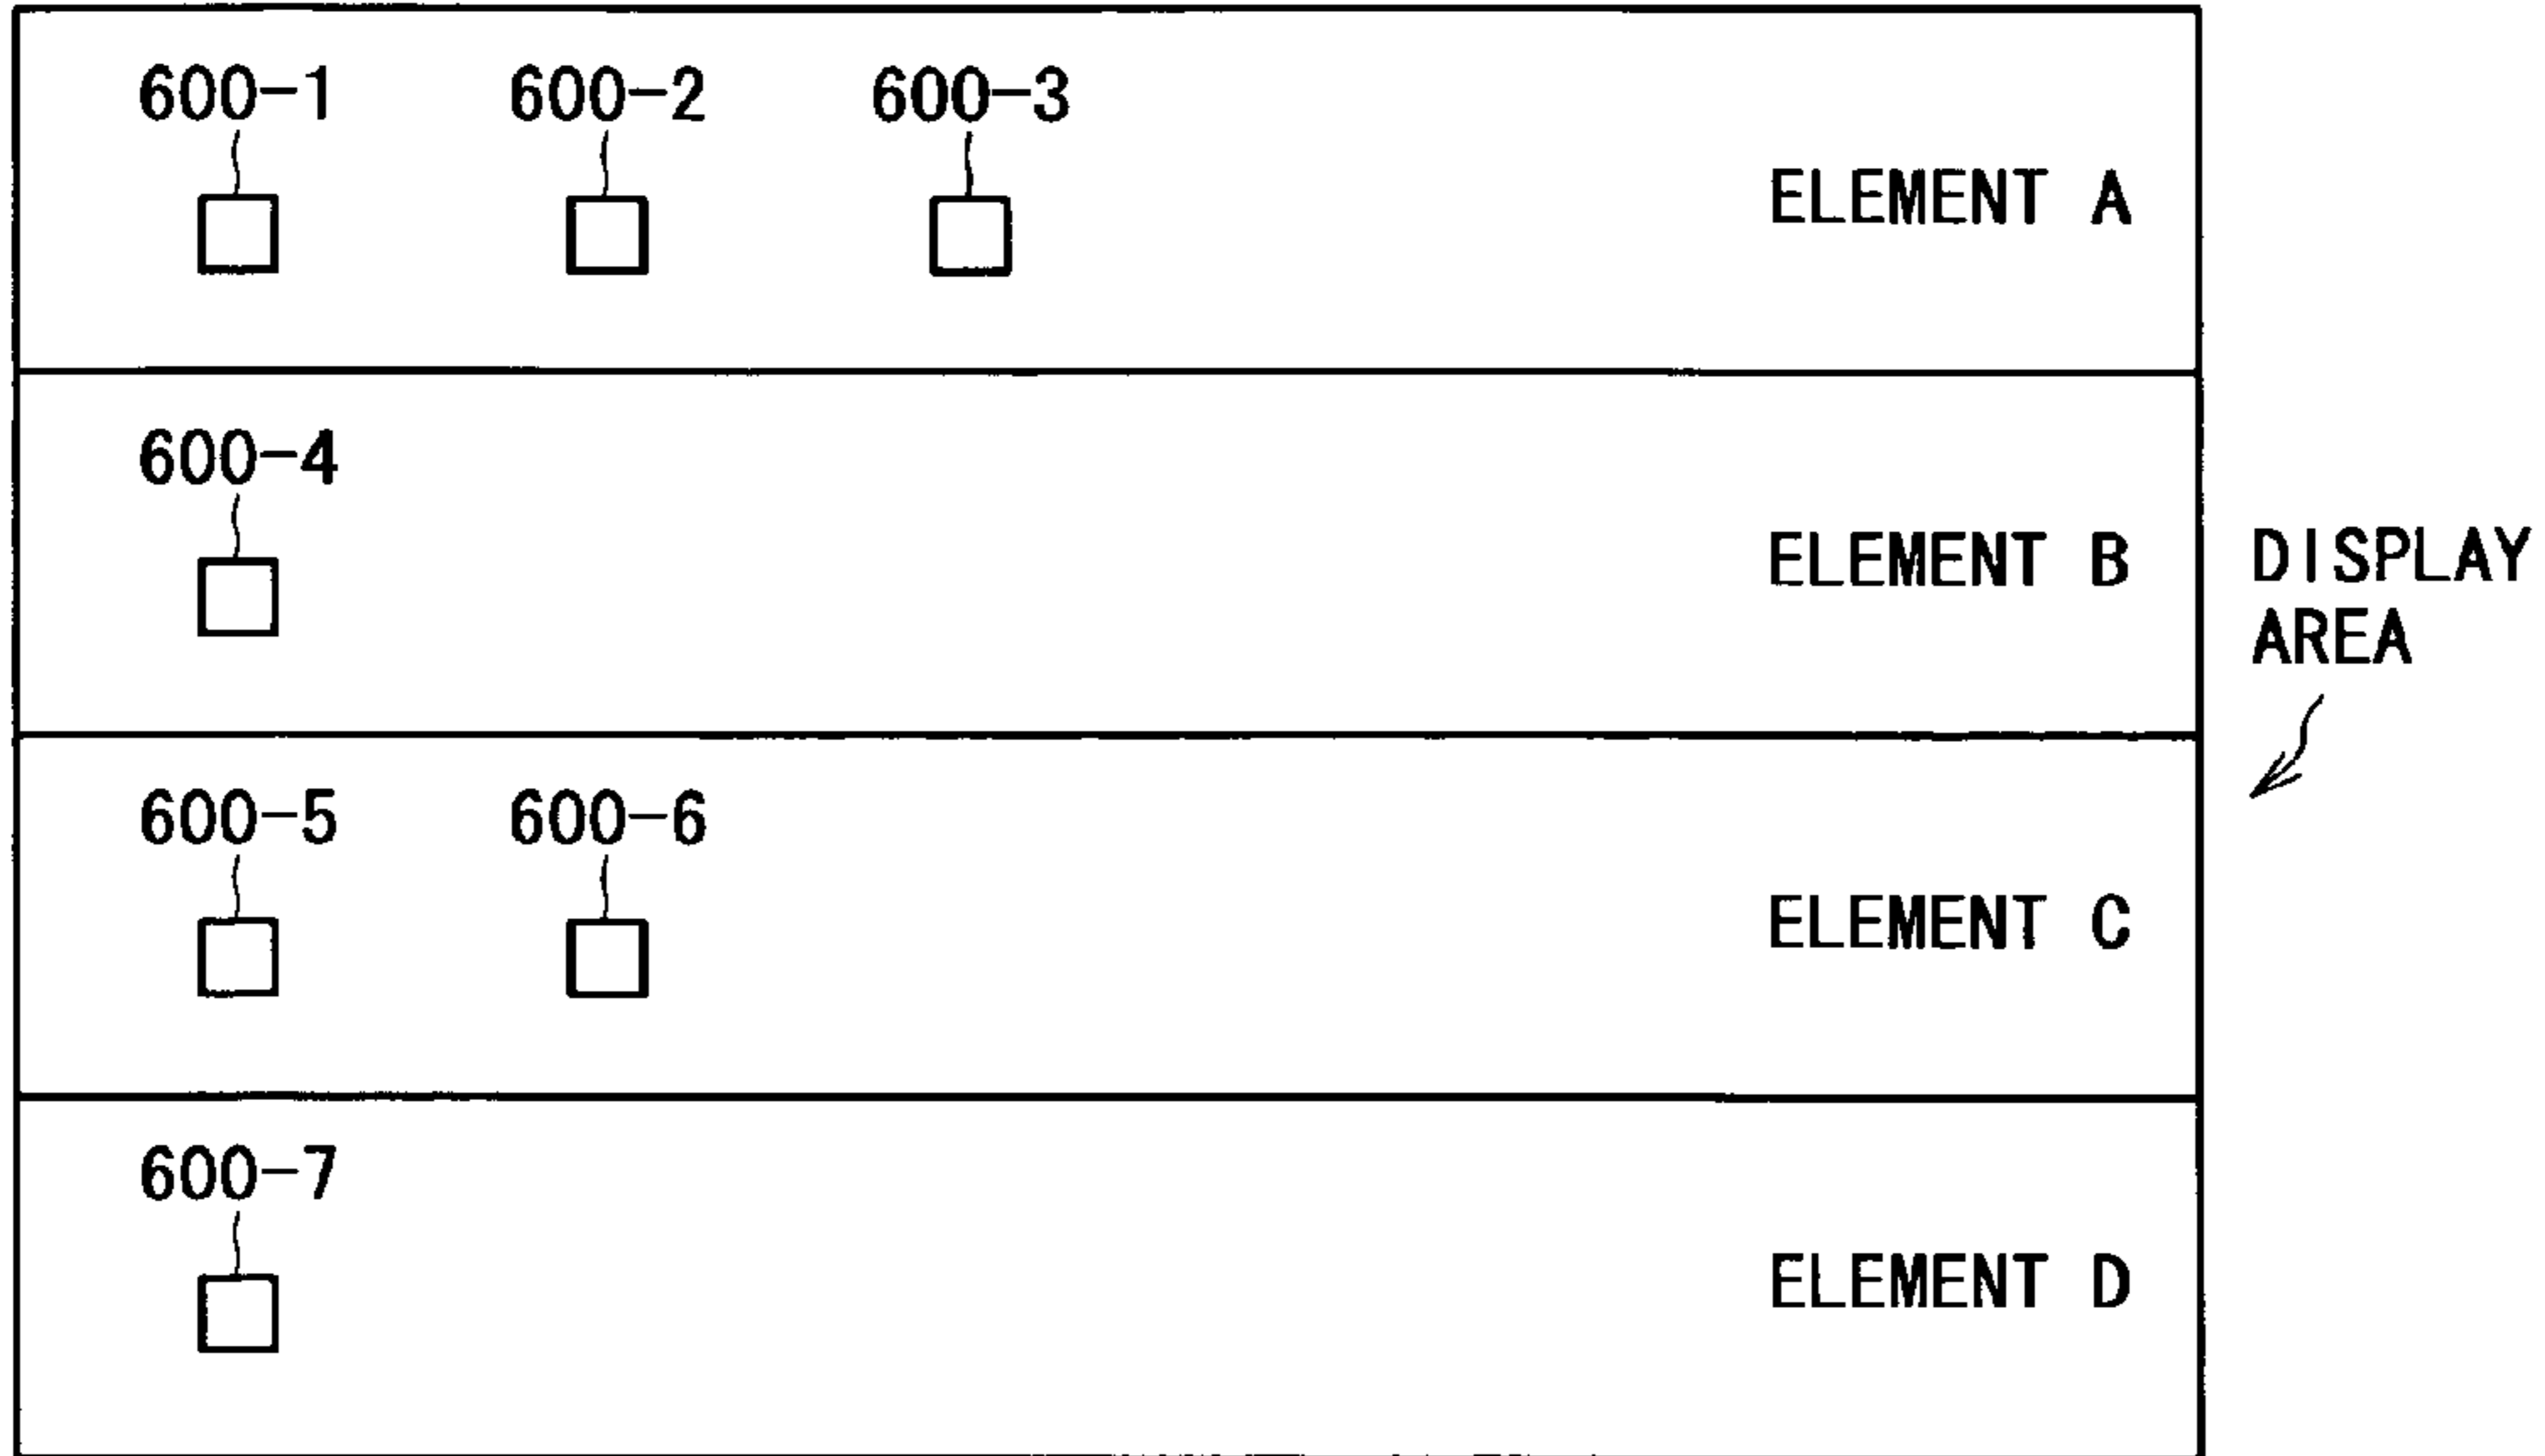 600-1 600-2 600-3
ELEMENT A
600-4
ELEMENT B
DISPLAY
AREA
600-5 600-6
ELEMENT C
600-7
ELEMENT D